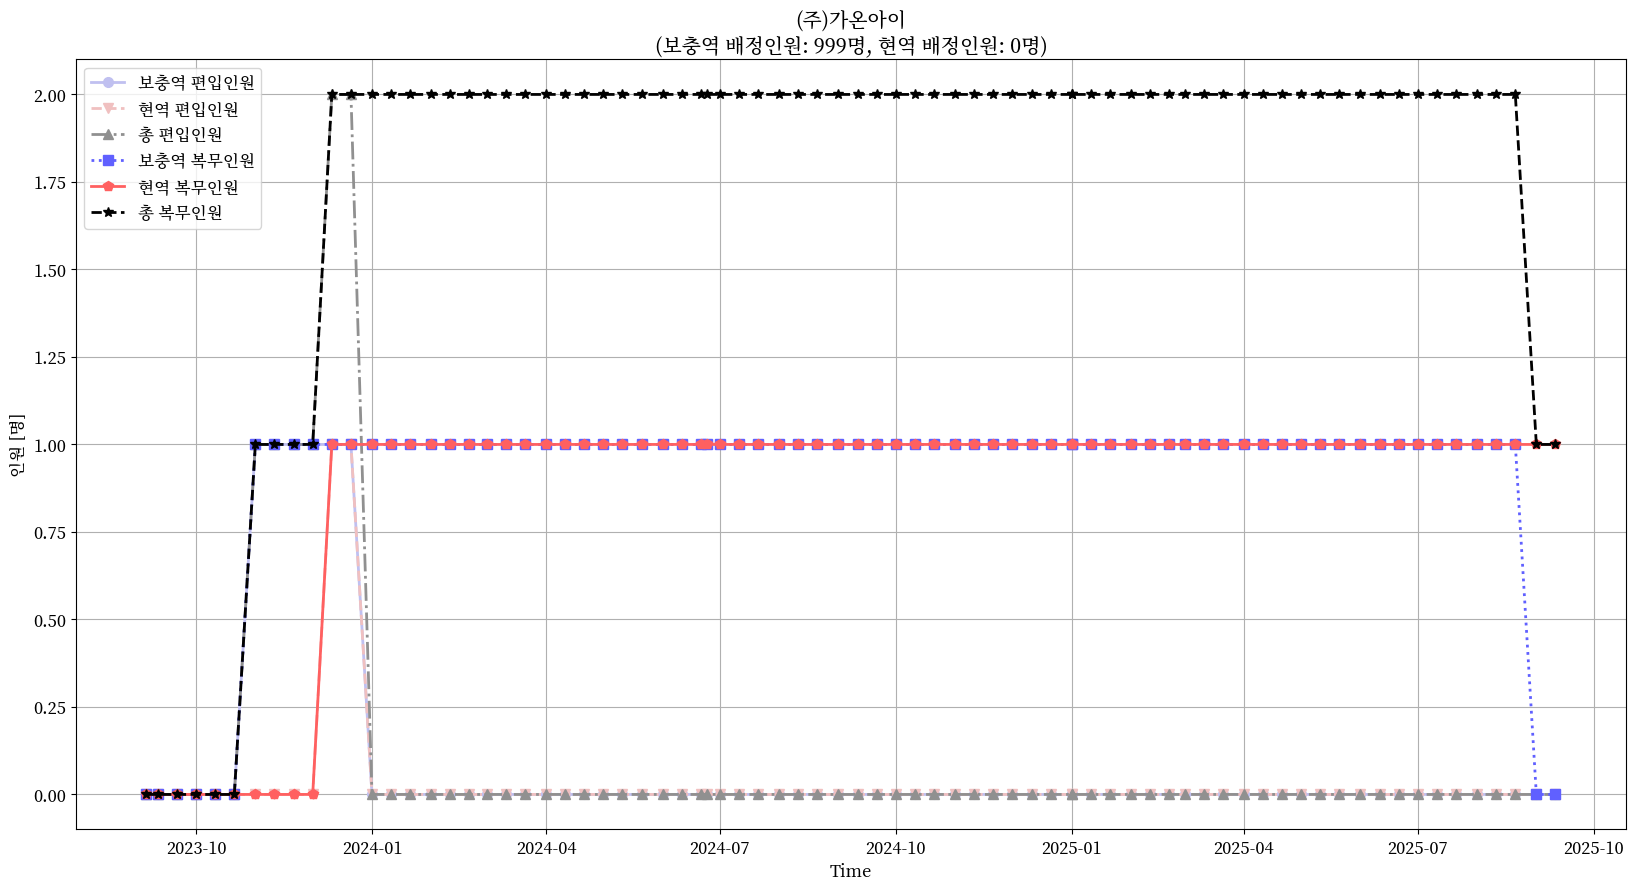 (주)가온아이
(보충역 배정인원: 999명, 현역 배정인원: 0명)
보충역 편입인원
현역 편입인원
총 편입인원
보충역 복무인원
현역 복무인원
총 복무인원
2.00
1.75
1.50
1.25
1.00
0.75
0.50
0.25
0.00
인원 [명]
2023-10
2024-01
2024-04
2024-07
2024-10
2025-01
2025-04
2025-07
2025-10
Time